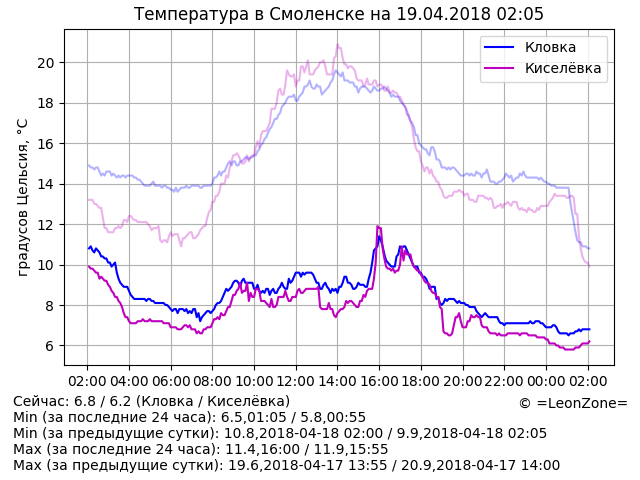 Температура в Смоленске на 19.04.2018 02:05
Кловка
Киселёвка
градусов Цельсия, °C
20
18
16
14
12
10
8
6
02:00 04:00 06:00 08:00 10:00 12:00 14:00 16:00 18:00 20:00 22:00 00:00 02:00
Сейчас: 6.8 / 6.2 (Кловка / Киселёвка)
© =LeonZone=
Min (за последние 24 часа): 6.5,01:05 / 5.8,00:55
Min (за предыдущие сутки): 10.8,2018-04-18 02:00 / 9.9,2018-04-18 02:05
Max (за последние 24 часа): 11.4,16:00 / 11.9,15:55
Max (за предыдущие сутки): 19.6,2018-04-17 13:55 / 20.9,2018-04-17 14:00